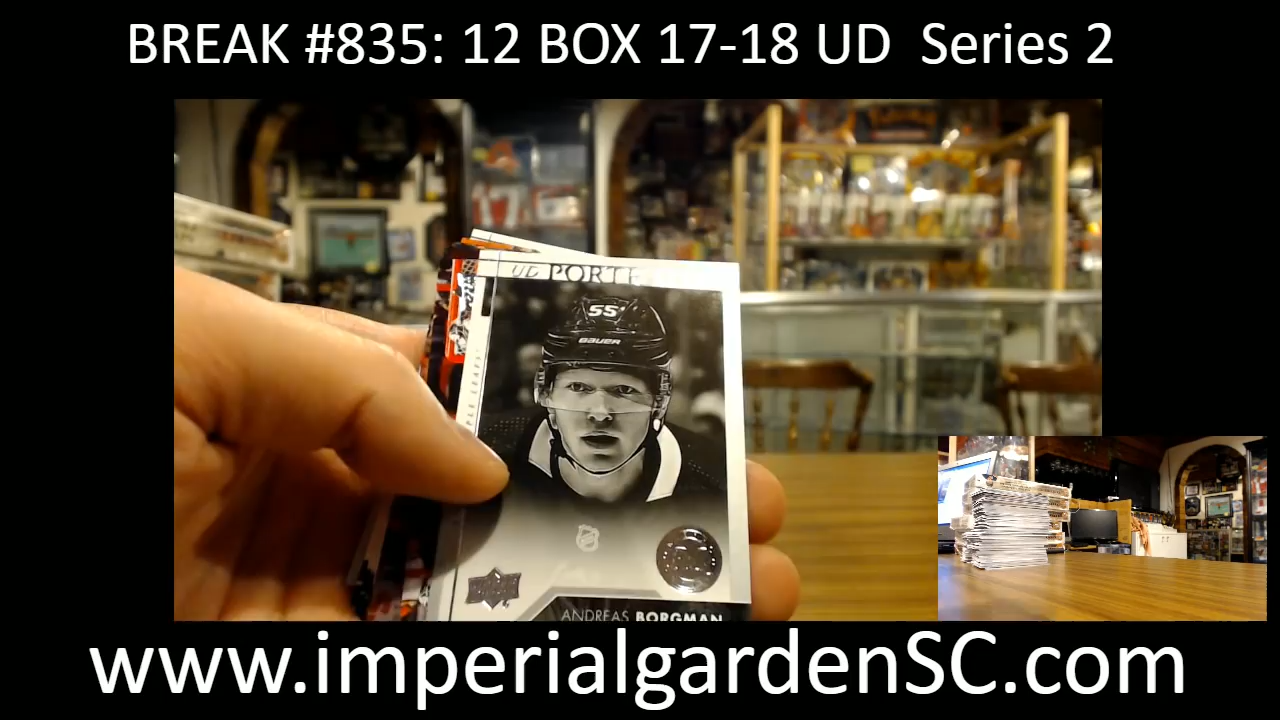 BREAK #835: 12 BOX 17-18 UD  Series 2
UD PORTR
55
BAUER
ANDREAS BORGMAN
www.imperialgardenSC.com